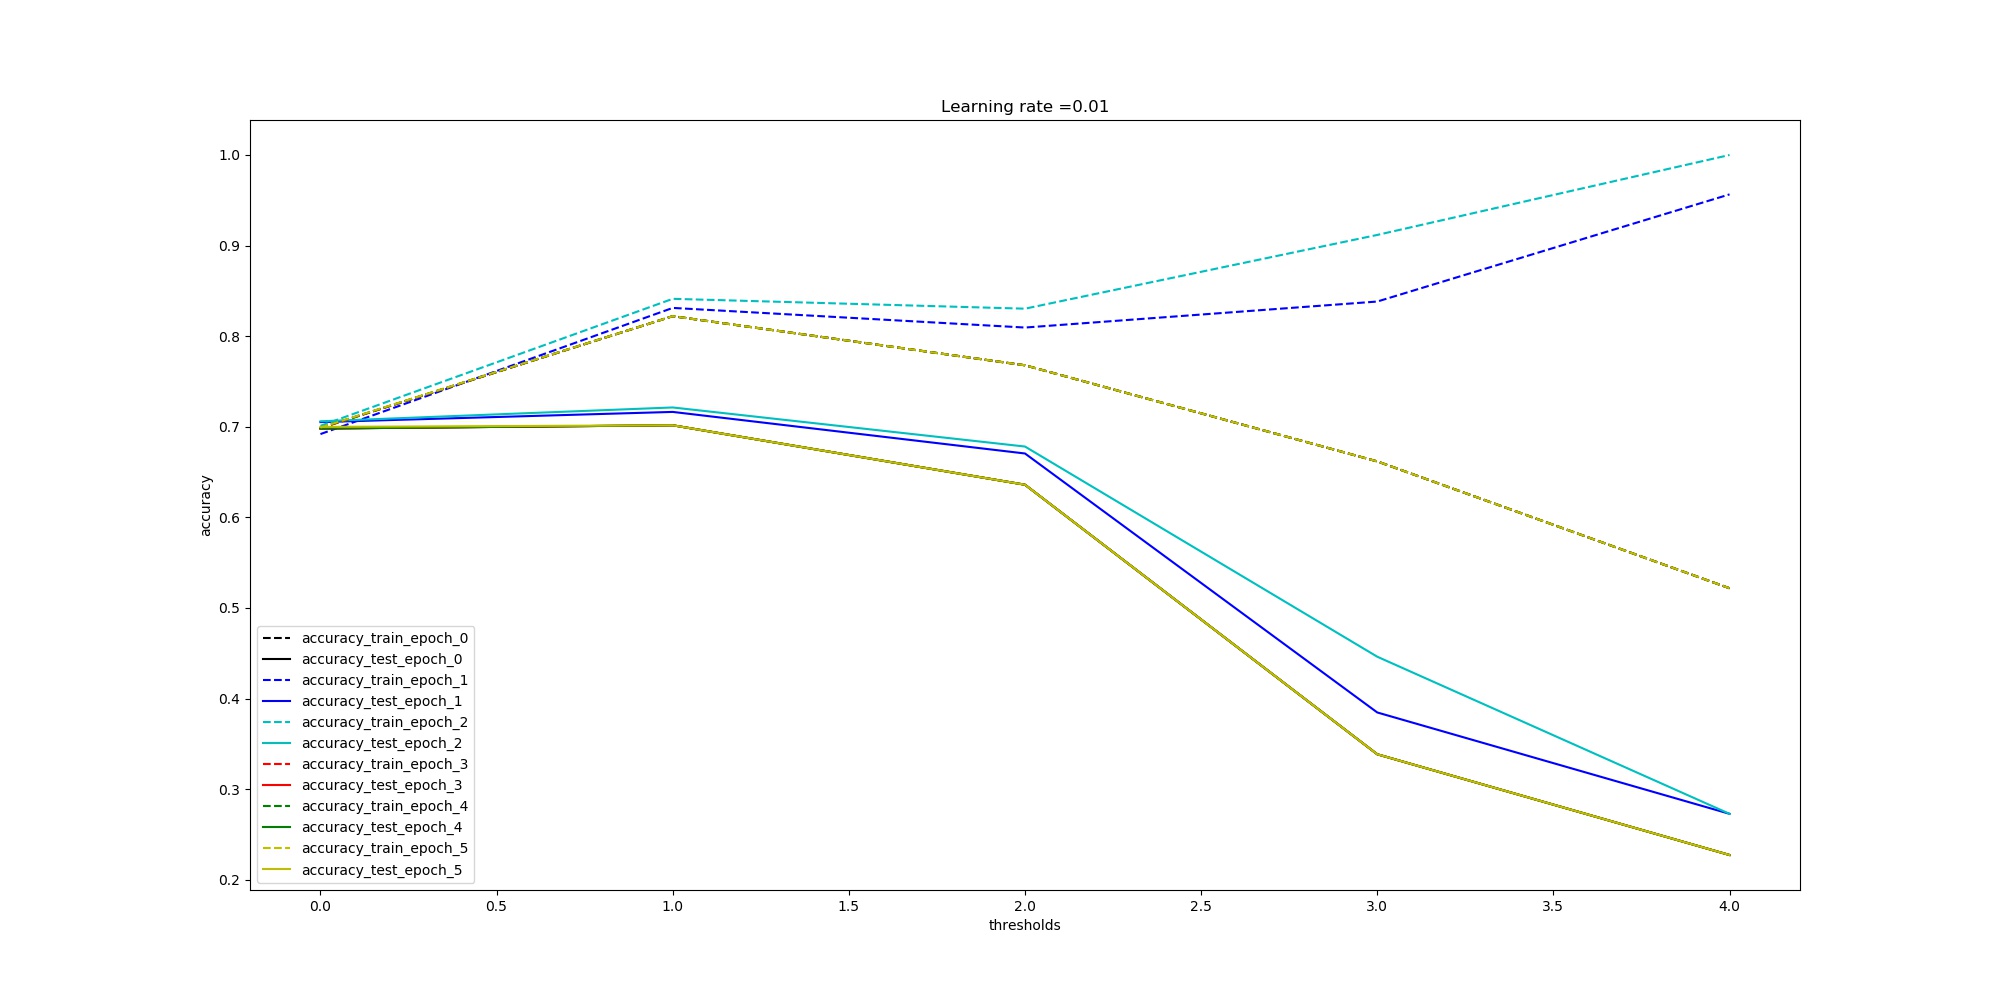 Learning rate =0.01
1.0
0.9
0.8
0.7
0.6
0.5
0.4
0.3
0.2
accuracy
accuracy_train_epoch_0
accuracy_test_epoch_0
accuracy_train_epoch_1
accuracy_test_epoch_1
accuracy_train_epoch_2
accuracy_test_epoch_2
accuracy_train_epoch_3
accuracy_test_epoch_3
accuracy_train_epoch_4
accuracy_test_epoch_4
accuracy_train_epoch_5
accuracy_test_epoch_5
0.0 0.5 1.0 1.5 2.0 2.5 3.0 3.5 4.0
thresholds